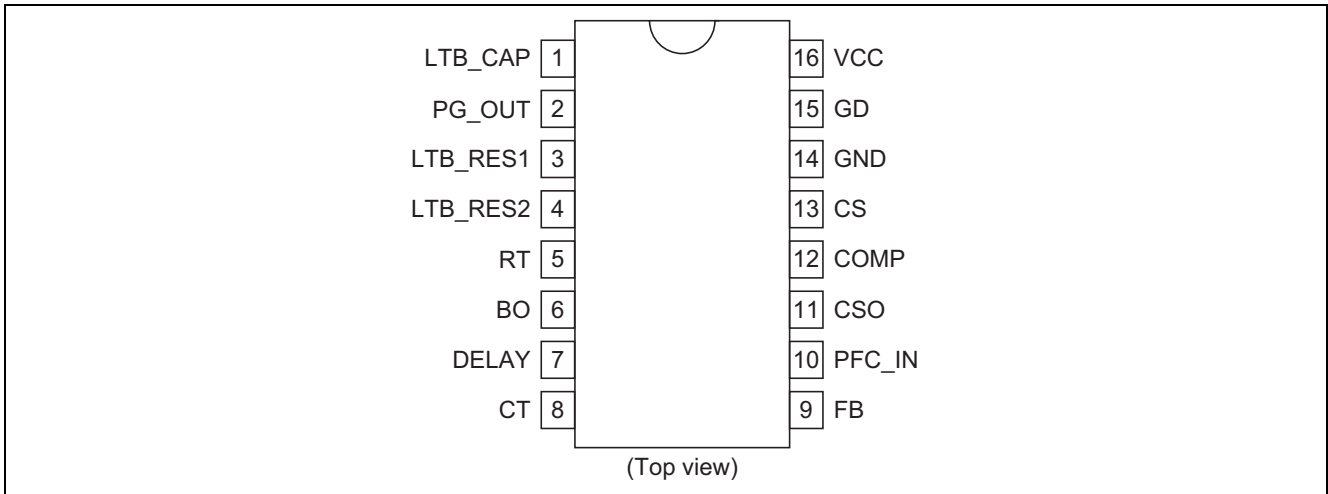 LTB_CAP 1 16 VCC
PG_OUT 2 15 GD
LTB_RES1 3 14 GND
LTB_RES2 4 13 CS
RT 5 12 COMP
BO 6 11 CSO
DELAY 7 10 PFC_IN
CT 8 9 FB
(Top view)